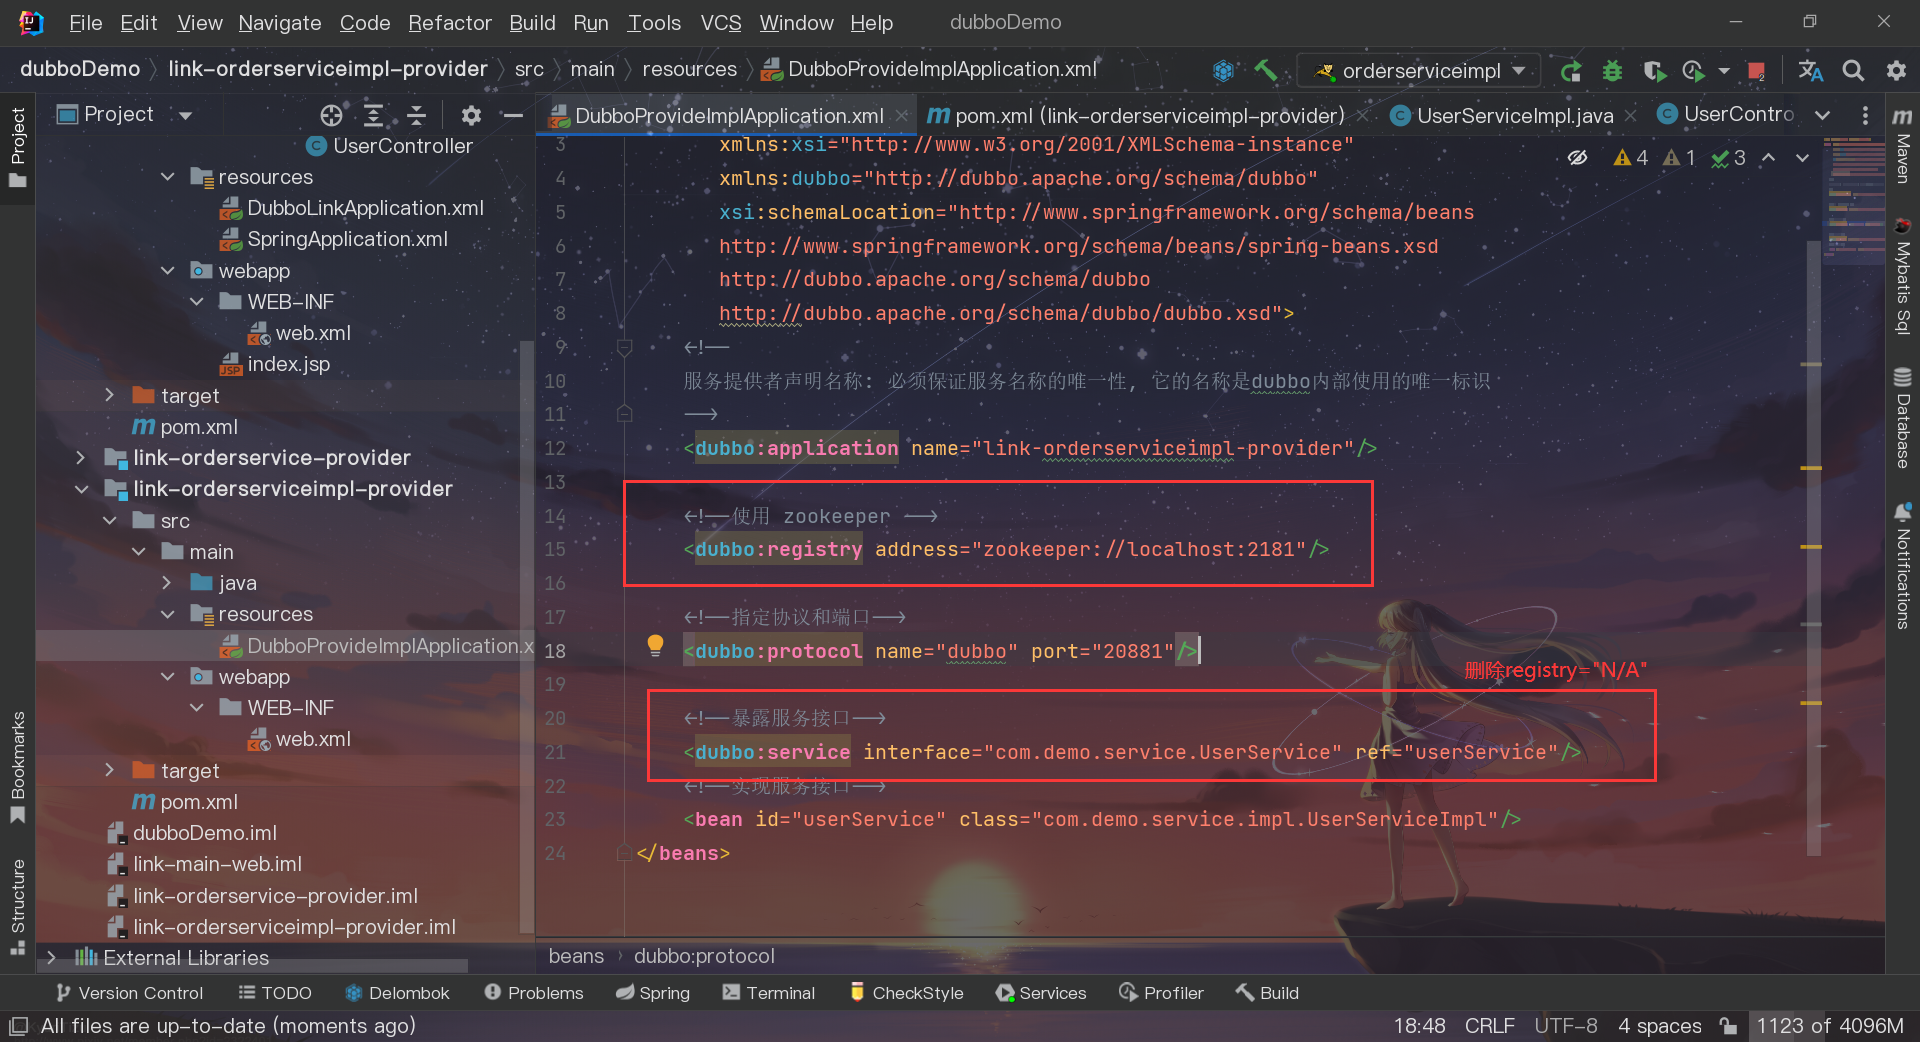 File Edit View Navigate Code Refactor Build Run Tools VCS Window Help dubboDemo
dubboDemo link-orderserviceimpl-provider src main resources DubboProvideImplApplication.xml orderserviceimpl
Project
DubboProvideImplApplication.xml pom.xml (link-orderserviceimpl-provider) UserServiceImpl.java UserContro
4 1 3
Project
Bookmarks
Structure
UserController
resources
DubboLinkApplication.xml
SpringApplication.xml
webapp
WEB-INF
web.xml
index.jsp
target
pom.xml
link-orderservice-provider
link-orderserviceimpl-provider
src
main
java
resources
DubboProvideImplApplication.x
webapp
WEB-INF
web.xml
target
pom.xml
dubboDemo.iml
link-main-web.iml
link-orderservice-provider.iml
link-orderserviceimpl-provider.iml
External Libraries
3 xmlns:xsi="http://www.w3.org/2001/XMLSchema-instance"
4 xmlns:dubbo="http://dubbo.apache.org/schema/dubbo"
5 xsi:schemaLocation="http://www.springframework.org/schema/beans
6 http://www.springframework.org/schema/beans/spring-beans.xsd
7 http://dubbo.apache.org/schema/dubbo
8 http://dubbo.apache.org/schema/dubbo/dubbo.xsd">
9 <!--
10 服务提供者声明名称: 必须保证服务名称的唯一性, 它的名称是dubbo内部使用的唯一标识
11 -->
12 <dubbo:application name="link-orderserviceimpl-provider"/>
13
14 <!--使用 zookeeper -->
15 <dubbo:registry address="zookeeper://localhost:2181"/>
16
17 <!--指定协议和端口-->
18 <dubbo:protocol name="dubbo" port="20881"/>
删除registry="N/A"
19
20 <!--暴露服务接口-->
21 <dubbo:service interface="com.demo.service.UserService" ref="userService"/>
22 <!--实现服务接口-->
23 <bean id="userService" class="com.demo.service.impl.UserServiceImpl"/>
24 </beans>
beans dubbo:protocol
Maven
Mybatis Sql
Database
Notifications
Version Control TODO Delombok Problems Spring Terminal CheckStyle Services Profiler Build
All files are up-to-date (moments ago) 18:48 CRLF UTF-8 4 spaces 1123 of 4096M